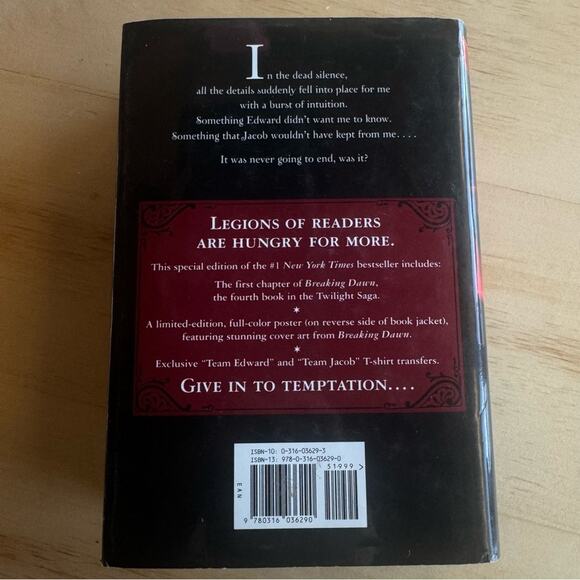 In the dead silence,
all the details suddenly fell into place for me
with a burst of intuition.
Something Edward didn't want me to know.
Something that Jacob wouldn't have kept from me. . . .
It was never going to end, was it?
LEGIONS OF READERS
ARE HUNGRY FOR MORE.
This special edition of the #1 New York Times bestseller includes:
The first chapter of Breaking Dawn,
the fourth book in the Twilight Saga.
*
A limited-edition, full-color poster (on reverse side of book jacket),
featuring stunning cover art from Breaking Dawn.
*
Exclusive "Team Edward" and "Team Jacob" T-shirt transfers.
GIVE IN TO TEMPTATION. . . .
ISBN-10: 0-316-03629-3
ISBN-13: 978-0-316-03629-0
51999>
EAN
9 780316 036290